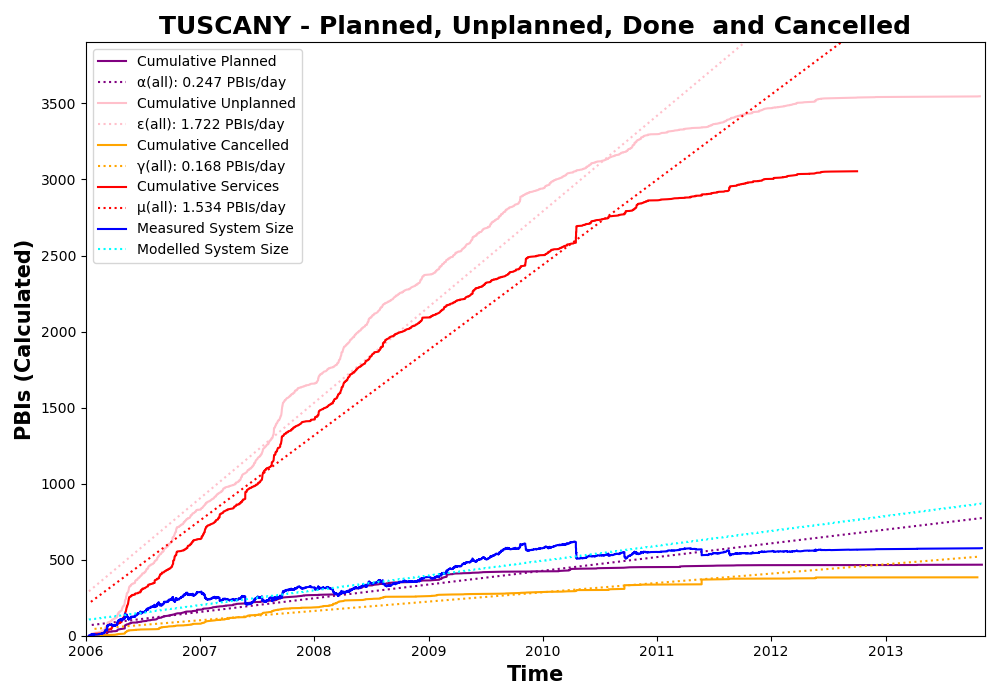 TUSCANY - Planned, Unplanned, Done  and Cancelled
Cumulative Planned
α(all): 0.247 PBIs/day
Cumulative Unplanned
ε(all): 1.722 PBIs/day
Cumulative Cancelled
γ(all): 0.168 PBIs/day
Cumulative Services
μ(all): 1.534 PBIs/day
Measured System Size
Modelled System Size
PBIs (Calculated)
3500
3000
2500
2000
1500
1000
500
0
2006 2007 2008 2009 2010 2011 2012 2013
Time